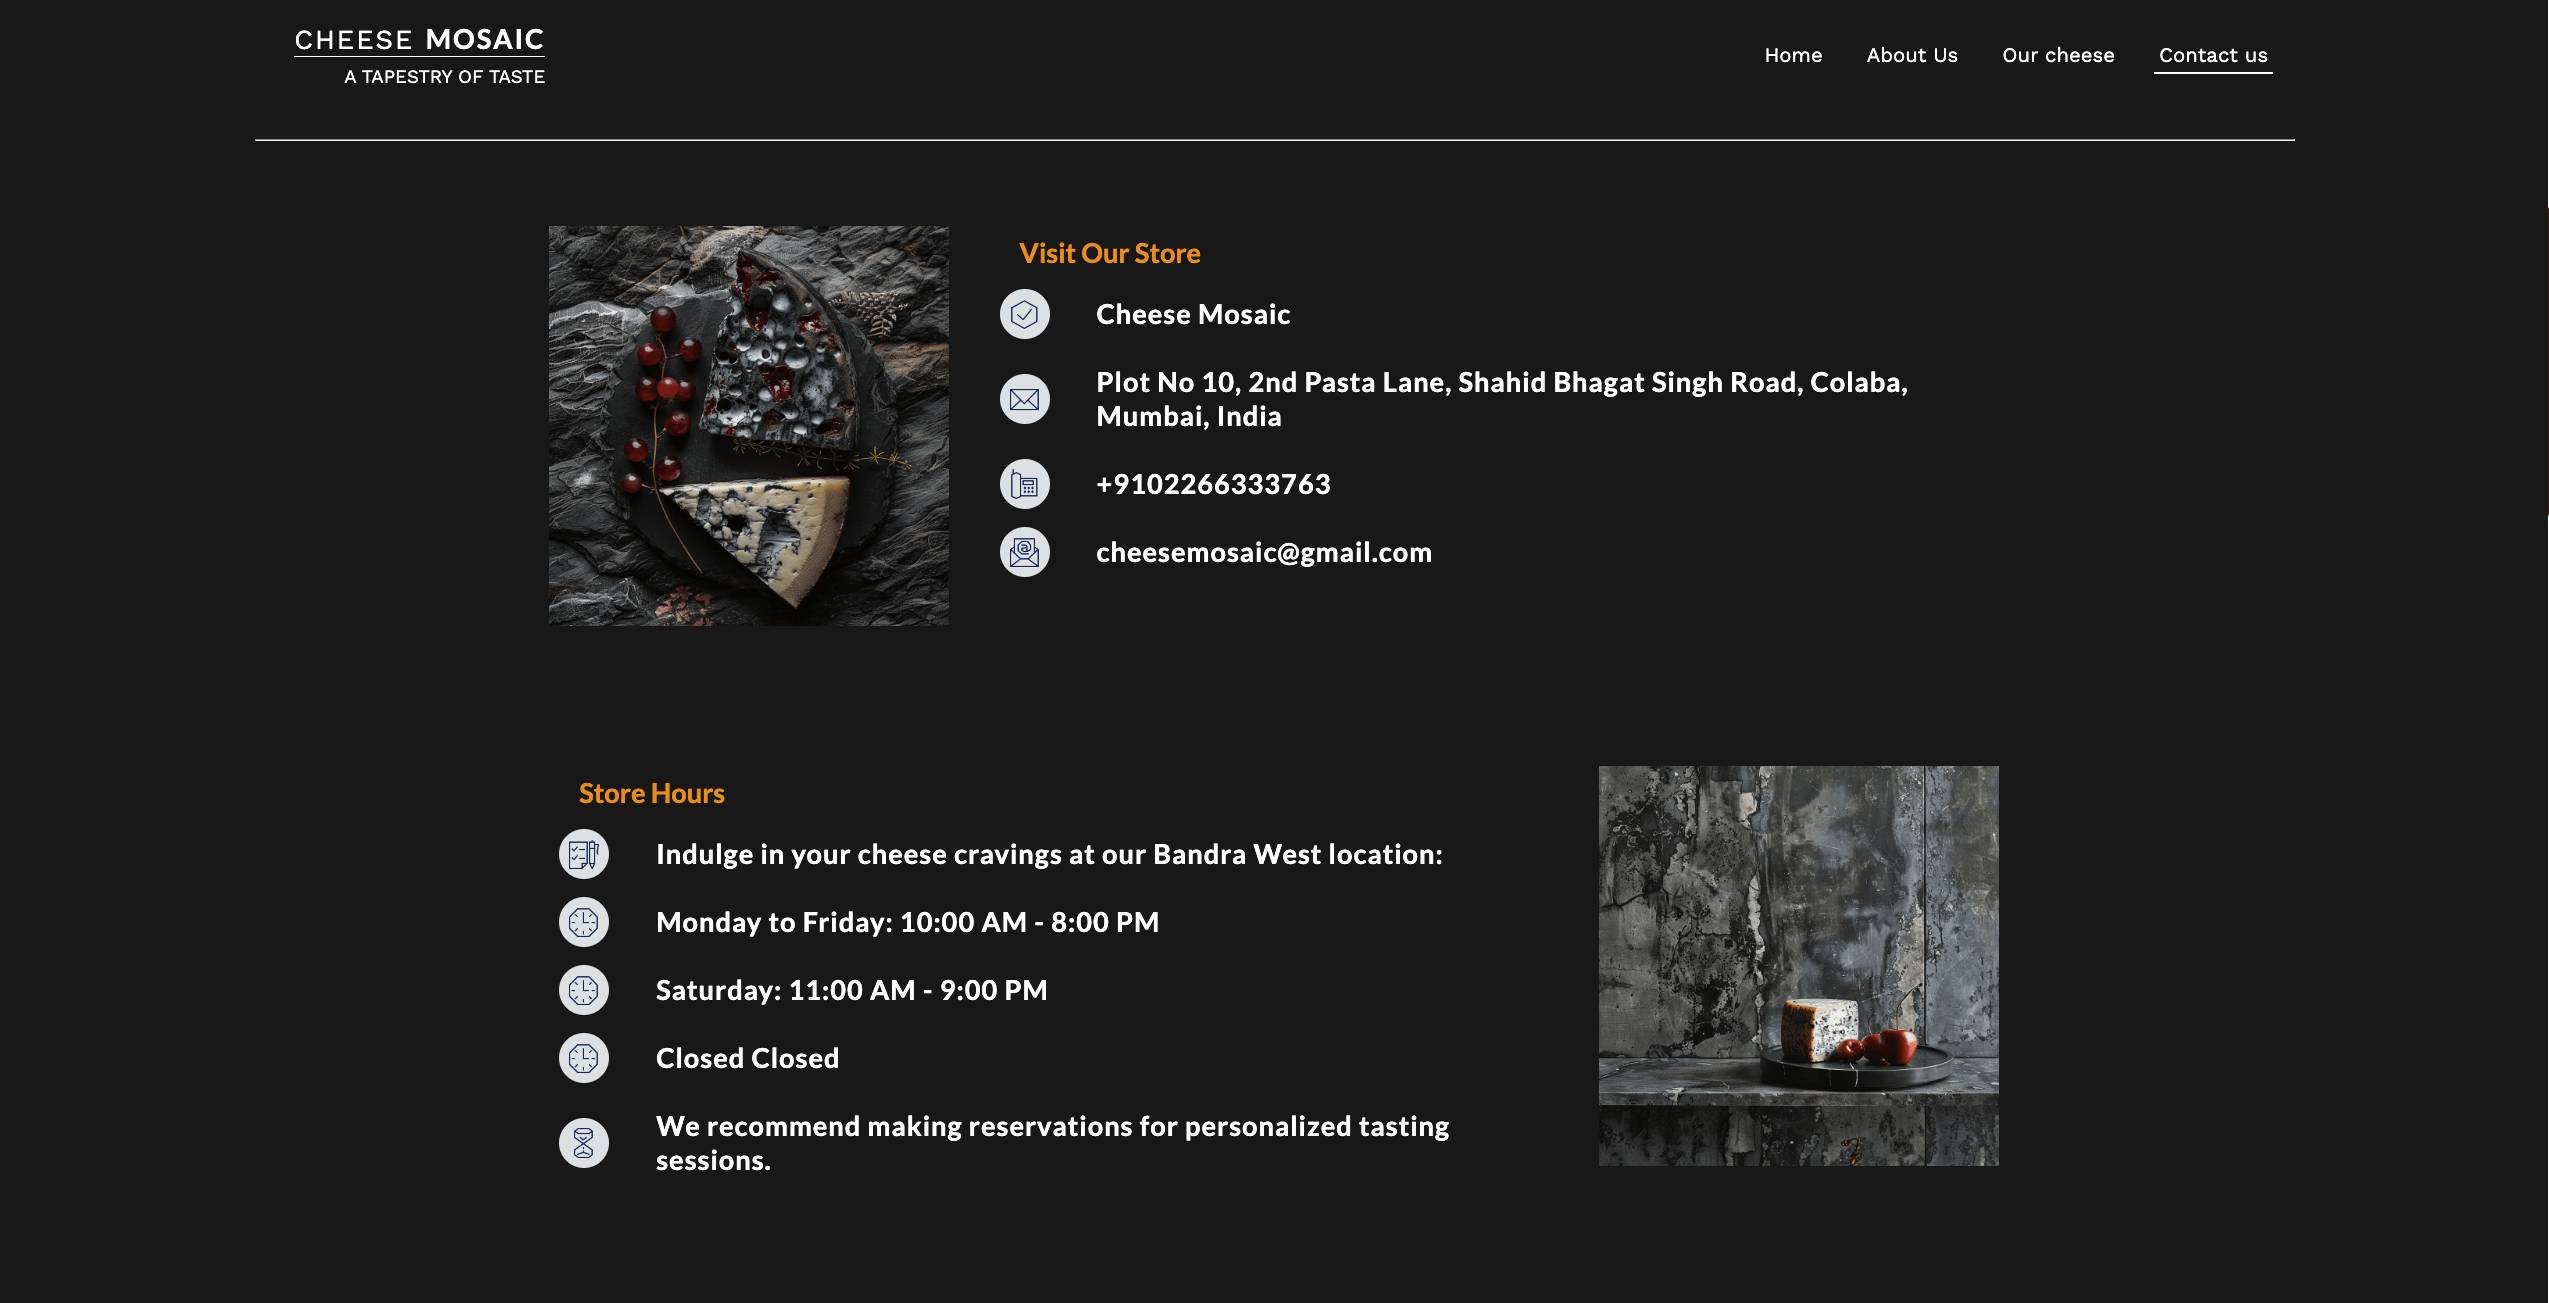 CHEESE MOSAIC
A TAPESTRY OF TASTE
Home About Us Our cheese Contact us
Visit Our Store
Cheese Mosaic
Plot No 10, 2nd Pasta Lane, Shahid Bhagat Singh Road, Colaba,
Mumbai, India
+9102266333763
cheesemosaic@gmail.com
Store Hours
Indulge in your cheese cravings at our Bandra West location:
Monday to Friday: 10:00 AM - 8:00 PM
Saturday: 11:00 AM - 9:00 PM
Closed Closed
We recommend making reservations for personalized tasting
sessions.